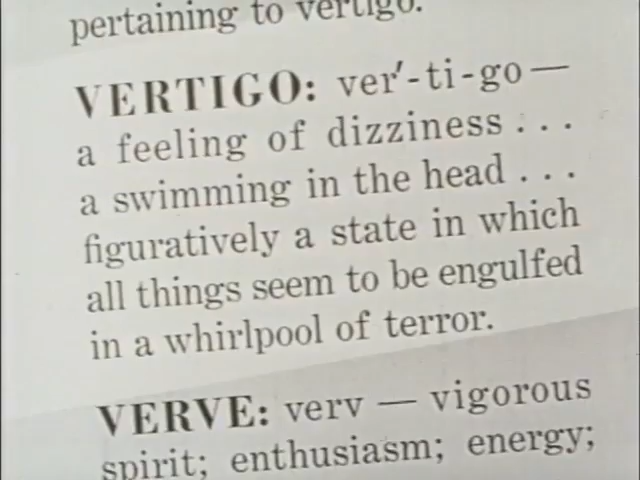 pertaining to vertigo.
VERTIGO: ver′-ti-go—
a feeling of dizziness . . .
a swimming in the head . . .
figuratively a state in which
all things seem to be engulfed
in a whirlpool of terror.
VERVE: verv — vigorous
spirit; enthusiasm; energy;